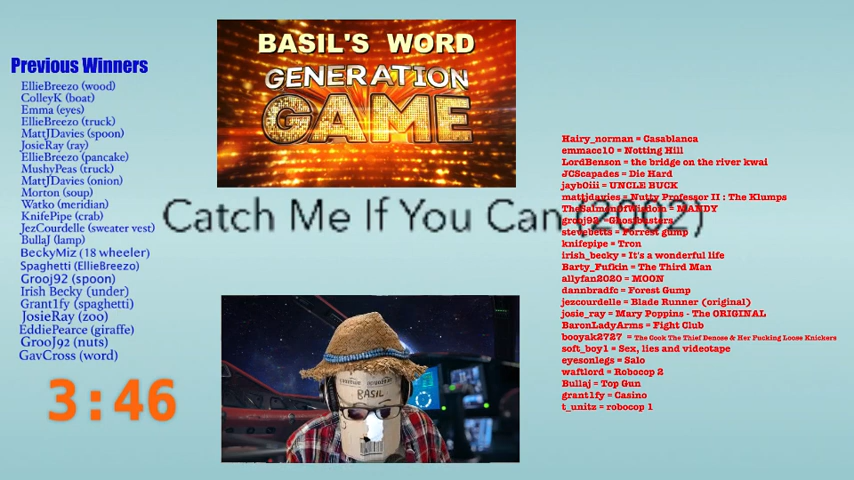 Previous Winners
EllieBreezo (wood)
ColleyK (boat)
Emma (eyes)
EllieBreezo (truck)
MattJDavies (spoon)
JosieRay (ray)
EllieBreezo (pancake)
MushyPeas (truck)
MattJDavies (onion)
Morton (soup)
Watko (meridian)
KnifePipe (crab)
JezCourdelle (sweater vest)
BullaJ (lamp)
BeckyMiz (18 wheeler)
Spaghetti (EllieBreezo)
Grooj92 (spoon)
Irish Becky (under)
Grant1fy (spaghetti)
JosieRay (zoo)
EddiePearce (giraffe)
GrooJ92 (nuts)
GavCross (word)
3:46
BASIL'S WORD
GENERATION
GAME
Catch Me If You Can (2002)
BASIL
Hairy_norman = Casablanca
emmacc10 = Notting Hill
LordBenson = the bridge on the river kwai
JCScapades = Die Hard
jayb0iii = UNCLE BUCK
mattjdavies = Nutty Professor II : The Klumps
TheSalmonOfWisdom = MANDY
grooj92 = Ghostbusters
stevebetts = Forrest gump
knifepipe = Tron
irish_becky = It's a wonderful life
Barty_Fufkin = The Third Man
allyfan2020 = MOON
dannbradfc = Forest Gump
jezcourdelle = Blade Runner (original)
josie_ray = Mary Poppins - The ORIGINAL
BaronLadyArms = Fight Club
booyak2727 = The Cook The Thief Denose & Her Pucking Loose Knickers
soft_boy1 = Sex, lies and videotape
eyesonlegs = Salo
waftlord = Robocop 2
Bullaj = Top Gun
grant1fy = Casino
t_unitz = robocop 1